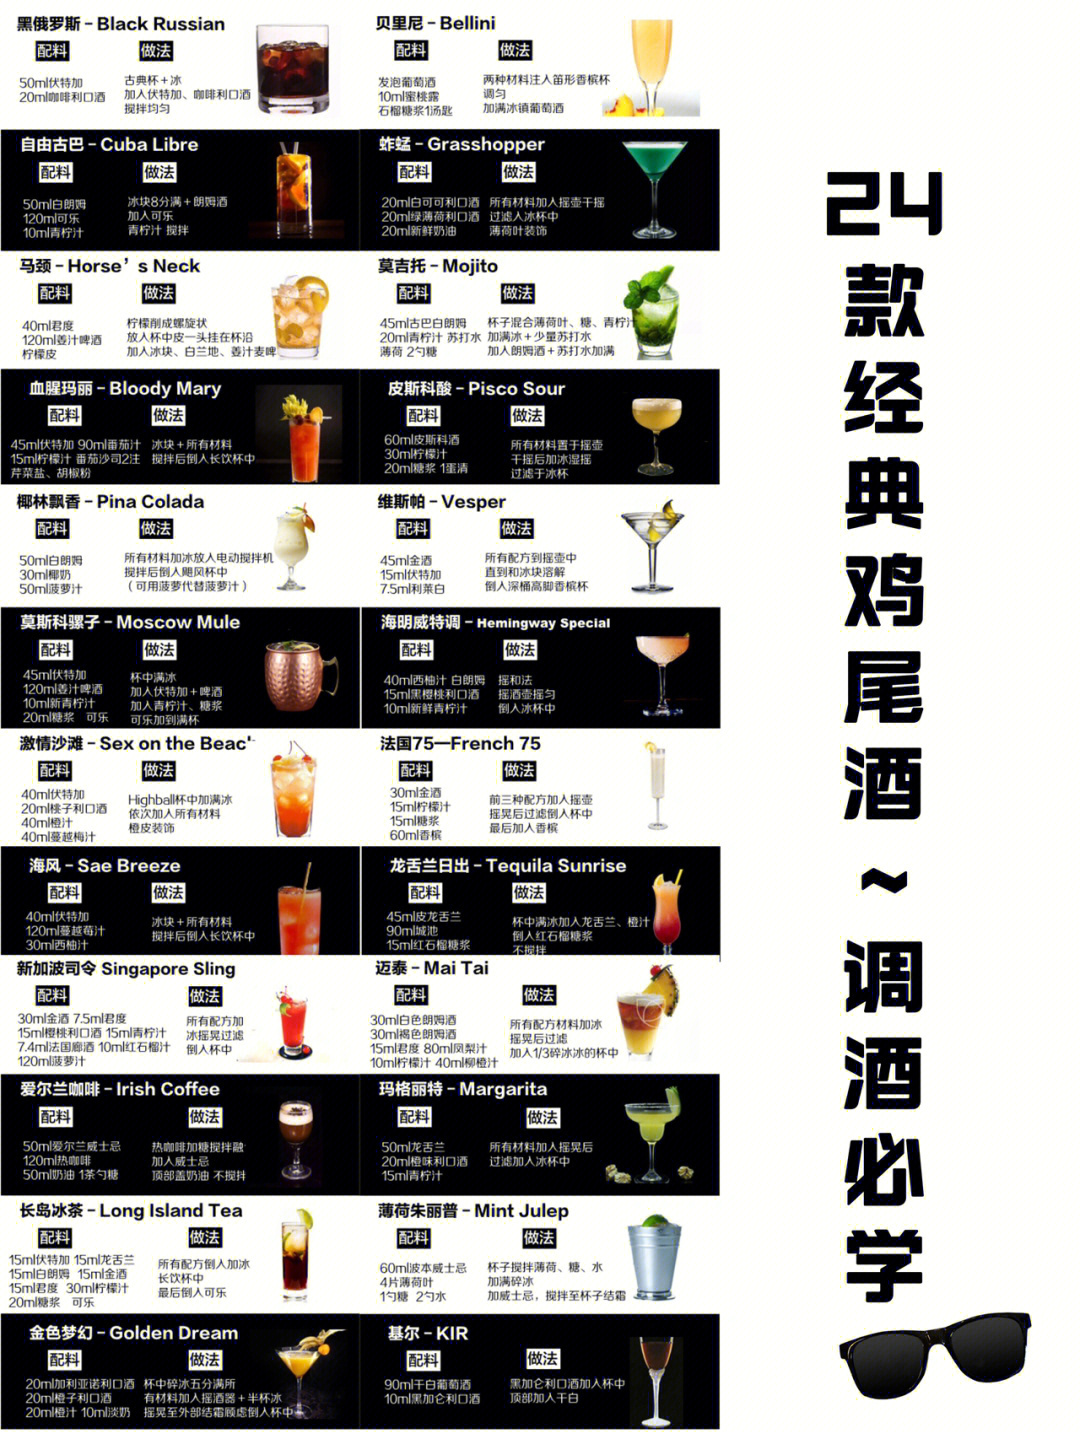 黑俄罗斯 – Black Russian
配料 做法
50ml伏特加
20ml咖啡利口酒
古典杯＋冰
加入伏特加、咖啡利口酒
搅拌均匀
贝里尼 – Bellini
配料 做法
发泡葡萄酒
10ml蜜桃露
石榴糖浆1汤匙
两种材料注入笛形香槟杯
调匀
加满冰镇葡萄酒
自由古巴 – Cuba Libre
配料 做法
50ml白朗姆
120ml可乐
10ml青柠汁
冰块8分满＋朗姆酒
加入可乐
青柠汁 搅拌
蚱蜢 – Grasshopper
配料 做法
20ml白可可利口酒
20ml绿薄荷利口酒
20ml新鲜奶油
所有材料加入摇壶干摇
过滤入冰杯中
薄荷叶装饰
马颈 – Horse’s Neck
配料 做法
40ml君度
120ml姜汁啤酒
柠檬皮
柠檬削成螺旋状
放入杯中皮一头挂在杯沿
加入冰块、白兰地、姜汁麦啤
莫吉托 – Mojito
配料 做法
45ml古巴白朗姆
20ml青柠汁 苏打水
薄荷 2勺糖
杯子混合薄荷叶、糖、青柠汁
加满冰＋少量苏打水
加入朗姆酒＋苏打水加满
血腥玛丽 – Bloody Mary
配料 做法
45ml伏特加 90ml番茄汁
15ml柠檬汁 番茄沙司2注
芹菜盐、胡椒粉
冰块＋所有材料
搅拌后倒入长饮杯中
皮斯科酸 – Pisco Sour
配料 做法
60ml皮斯科酒
30ml柠檬汁
20ml糖浆 1蛋清
所有材料置于摇壶
干摇后加冰湿摇
过滤于冰杯
椰林飘香 – Pina Colada
配料 做法
50ml白朗姆
30ml椰奶
50ml菠萝汁
所有材料加冰放入电动搅拌机
搅拌后倒入飓风杯中
（可用菠萝代替菠萝汁）
维斯帕 – Vesper
配料 做法
45ml金酒
15ml伏特加
7.5ml利莱白
所有配方到摇壶中
直到和冰块溶解
倒入深桶高脚香槟杯
莫斯科骡子 – Moscow Mule
配料 做法
45ml伏特加
120ml姜汁啤酒
10ml新青柠汁
20ml糖浆 可乐
杯中满冰
加入伏特加＋啤酒
加入青柠汁、糖浆
可乐加到满杯
海明威特调 – Hemingway Special
配料 做法
40ml西柚汁 白朗姆
15ml黑樱桃利口酒
10ml新鲜青柠汁
摇和法
摇酒壶摇匀
倒入冰杯中
激情沙滩 – Sex on the Beac
配料 做法
40ml伏特加
20ml桃子利口酒
40ml橙汁
40ml蔓越梅汁
Highball杯中加满冰
依次加入所有材料
橙皮装饰
法国75—French 75
配料 做法
30ml金酒
15ml柠檬汁
15ml糖浆
60ml香槟
前三种配方加入摇壶
摇晃后过滤倒入杯中
最后加入香槟
海风 – Sae Breeze
配料 做法
40ml伏特加
120ml蔓越莓汁
30ml西柚汁
冰块＋所有材料
搅拌后倒入长饮杯中
龙舌兰日出 – Tequila Sunrise
配料 做法
45ml皮龙舌兰
90ml城池
15ml红石榴糖浆
杯中满冰加入龙舌兰、橙汁
倒入红石榴糖浆
不搅拌
新加波司令 Singapore Sling
配料 做法
30ml金酒 7.5ml君度
15ml樱桃利口酒 15ml青柠汁
7.4ml法国廊酒 10ml红石榴汁
120ml菠萝汁
所有配方加
冰摇晃过滤
倒入杯中
迈泰 – Mai Tai
配料 做法
30ml白色朗姆酒
30ml褐色朗姆酒
15ml君度 80ml凤梨汁
10ml柠檬汁 40ml柳橙汁
所有配方材料加冰
摇晃后过滤
加入1/3碎冰冰的杯中
爱尔兰咖啡 – Irish Coffee
配料 做法
50ml爱尔兰威士忌
120ml热咖啡
50ml奶油 1茶勺糖
热咖啡加糖搅拌融
加入威士忌
顶部盖奶油 不搅拌
玛格丽特 – Margarita
配料 做法
50ml龙舌兰
20ml橙味利口酒
15ml青柠汁
所有材料加入摇晃后
过滤加入冰杯中
长岛冰茶 – Long Island Tea
配料 做法
15ml伏特加 15ml龙舌兰
15ml白朗姆 15ml金酒
15ml君度 30ml柠檬汁
20ml糖浆 可乐
所有配方倒入加冰
长饮杯中
最后倒入可乐
薄荷朱丽普 – Mint Julep
配料 做法
60ml波本威士忌
4片薄荷叶
1勺糖 2勺水
杯子搅拌薄荷、糖、水
加满碎冰
加威士忌，搅拌至杯子结霜
金色梦幻 – Golden Dream
配料 做法
20ml加利亚诺利口酒
20ml橙子利口酒
20ml橙汁 10ml淡奶
杯中碎冰五分满所
有材料加入摇酒器＋半杯冰
摇晃至外部结霜顾虑倒入杯中
基尔 – KIR
配料 做法
90ml干白葡萄酒
10ml黑加仑利口酒
黑加仑利口酒加入杯中
顶部加入干白
24款经典鸡尾酒~调酒必学